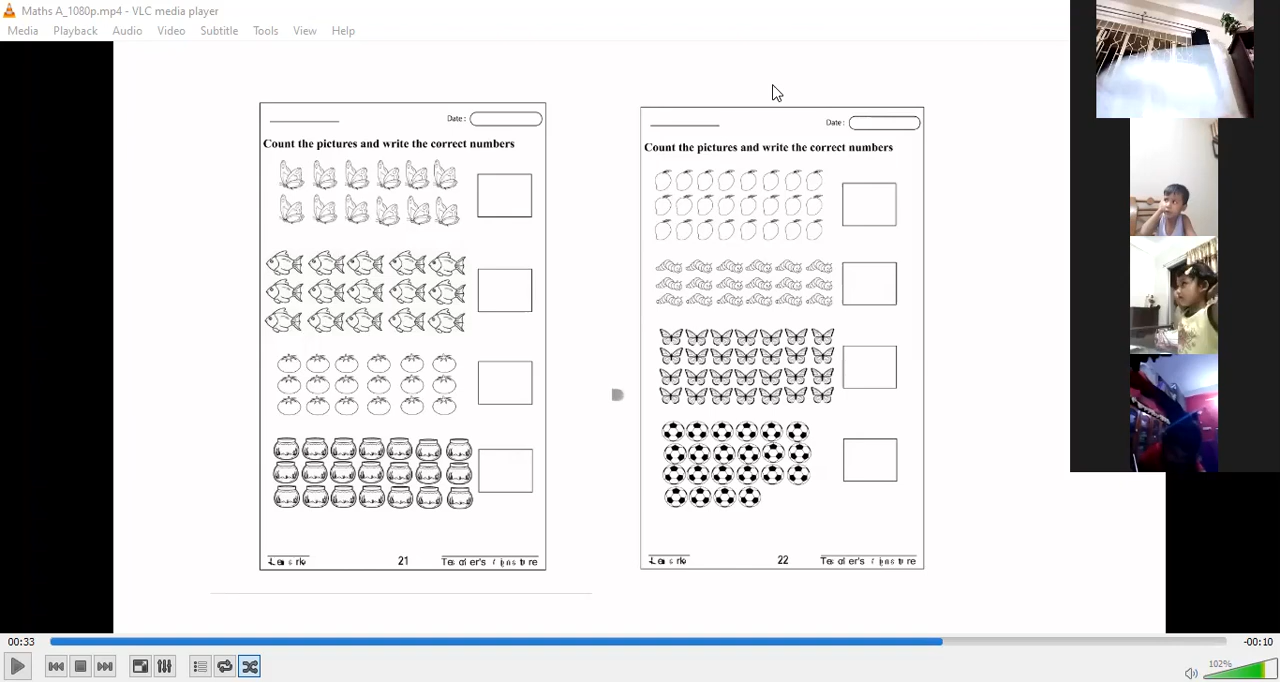 Maths A_1080p.mp4 - VLC media player
Media Playback Audio Video Subtitle Tools View Help
Date :
Count the pictures and write the correct numbers
21
Date :
Count the pictures and write the correct numbers
22
00:33
-00:10
102%